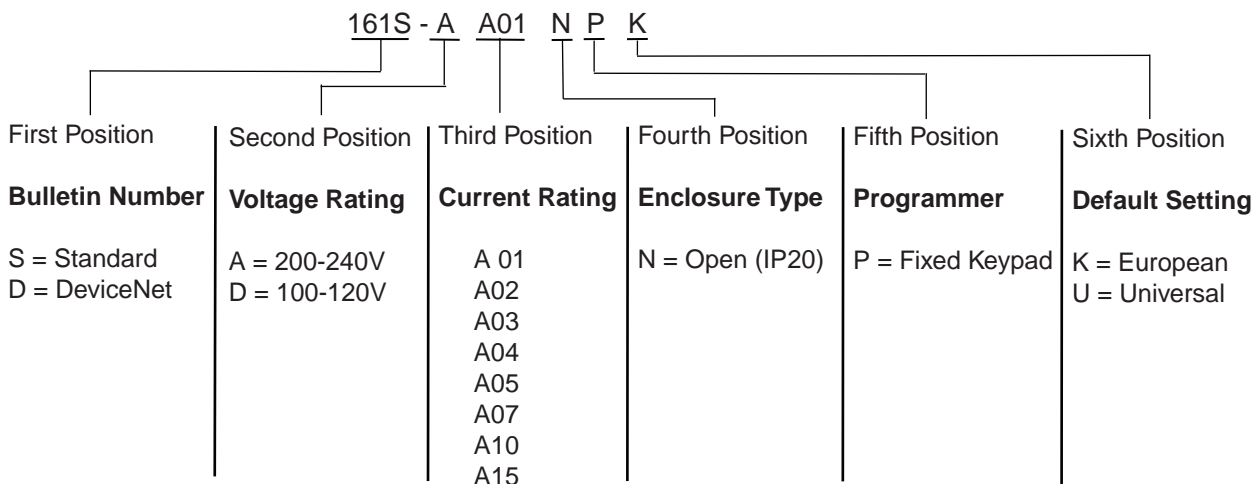 161S - A A01 N P K
First Position
Bulletin Number
S = Standard
D = DeviceNet
Second Position
Voltage Rating
A = 200-240V
D = 100-120V
Third Position
Current Rating
A 01
A02
A03
A04
A05
A07
A10
A15
Fourth Position
Enclosure Type
N = Open (IP20)
Fifth Position
Programmer
P = Fixed Keypad
Sixth Position
Default Setting
K = European
U = Universal